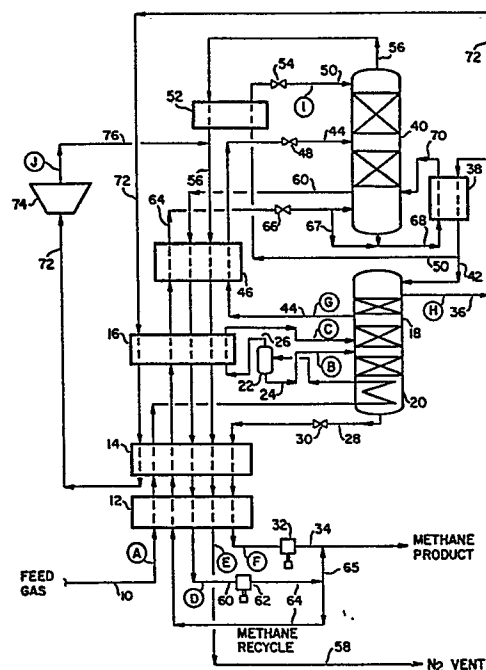 56
72
54
50
52
I
J
76
44
40
70
48
56
60
38
74
72
64
66
67
68
72
50
42
46
44
G
H
36
16
26
C
18
22
B
24
20
14
30
28
12
32
34
A
E
F
METHANE
PRODUCT
FEED
GAS
65
10
D
60
62
64
METHANE
RECYCLE
58
N2 VENT